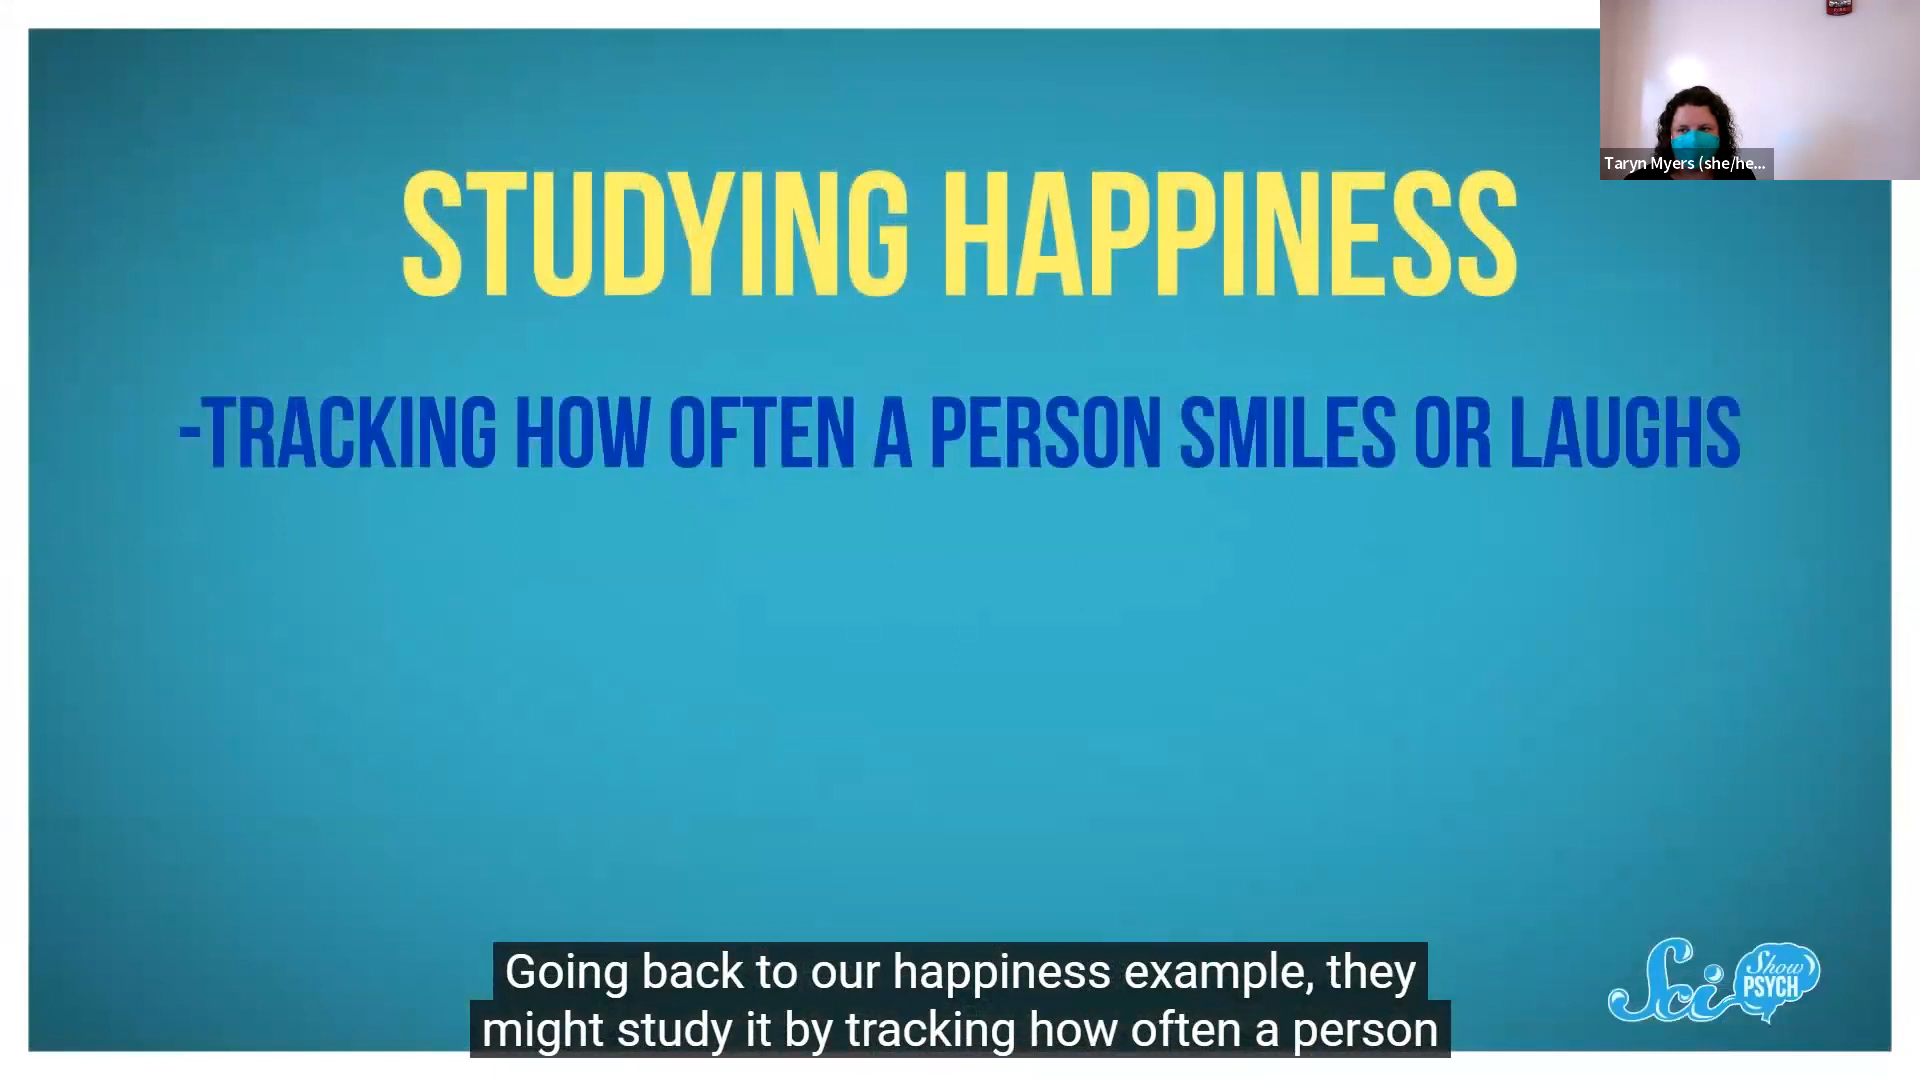 Taryn Myers (she/he...
STUDYING HAPPINESS
-TRACKING HOW OFTEN A PERSON SMILES OR LAUGHS
Sci Show PSYCH
Going back to our happiness example, they
might study it by tracking how often a person